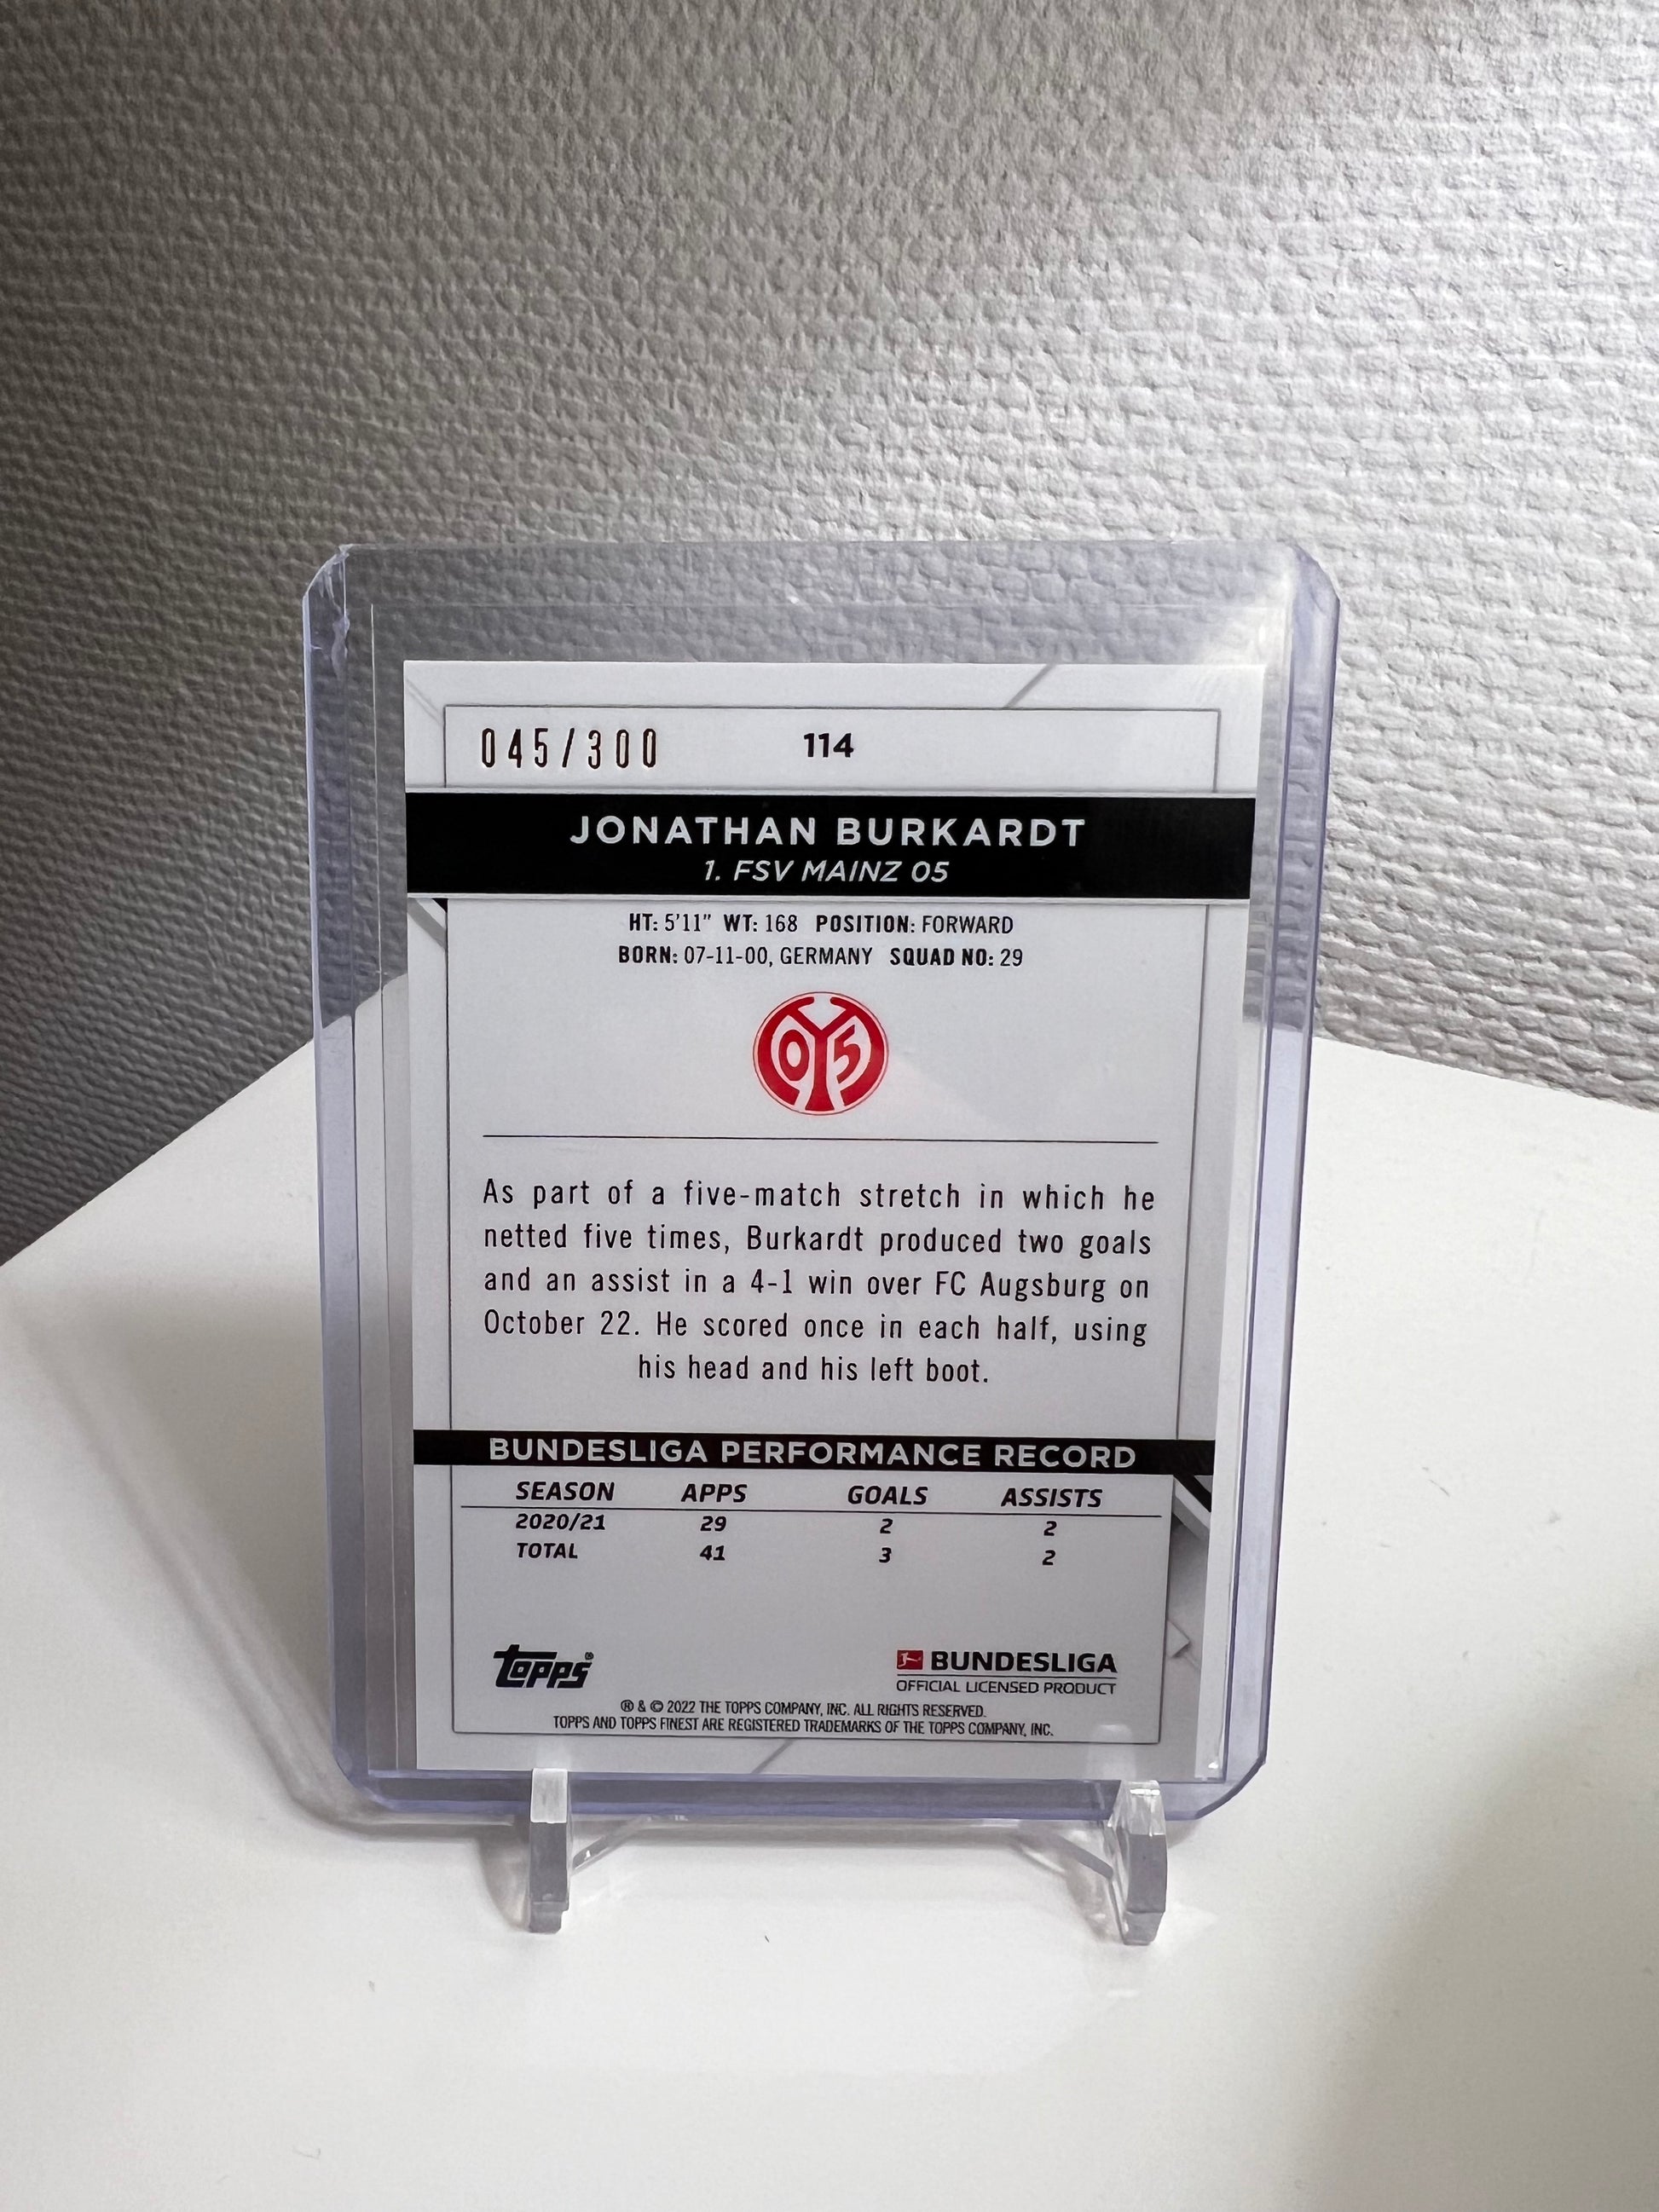 045/300 114
JONATHAN BURKARDT
1. FSV MAINZ 05
HT: 5'11" WT: 168 POSITION: FORWARD
BORN: 07-11-00, GERMANY SQUAD NO: 29
05
As part of a five-match stretch in which he
netted five times, Burkardt produced two goals
and an assist in a 4-1 win over FC Augsburg on
October 22. He scored once in each half, using
his head and his left boot.
BUNDESLIGA PERFORMANCE RECORD
SEASON APPS GOALS ASSISTS
2020/21 29 2 2
TOTAL 41 3 2
topps®
BUNDESLIGA
OFFICIAL LICENSED PRODUCT
® & © 2022 THE TOPPS COMPANY, INC. ALL RIGHTS RESERVED.
TOPPS AND TOPPS FINEST ARE REGISTERED TRADEMARKS OF THE TOPPS COMPANY, INC.